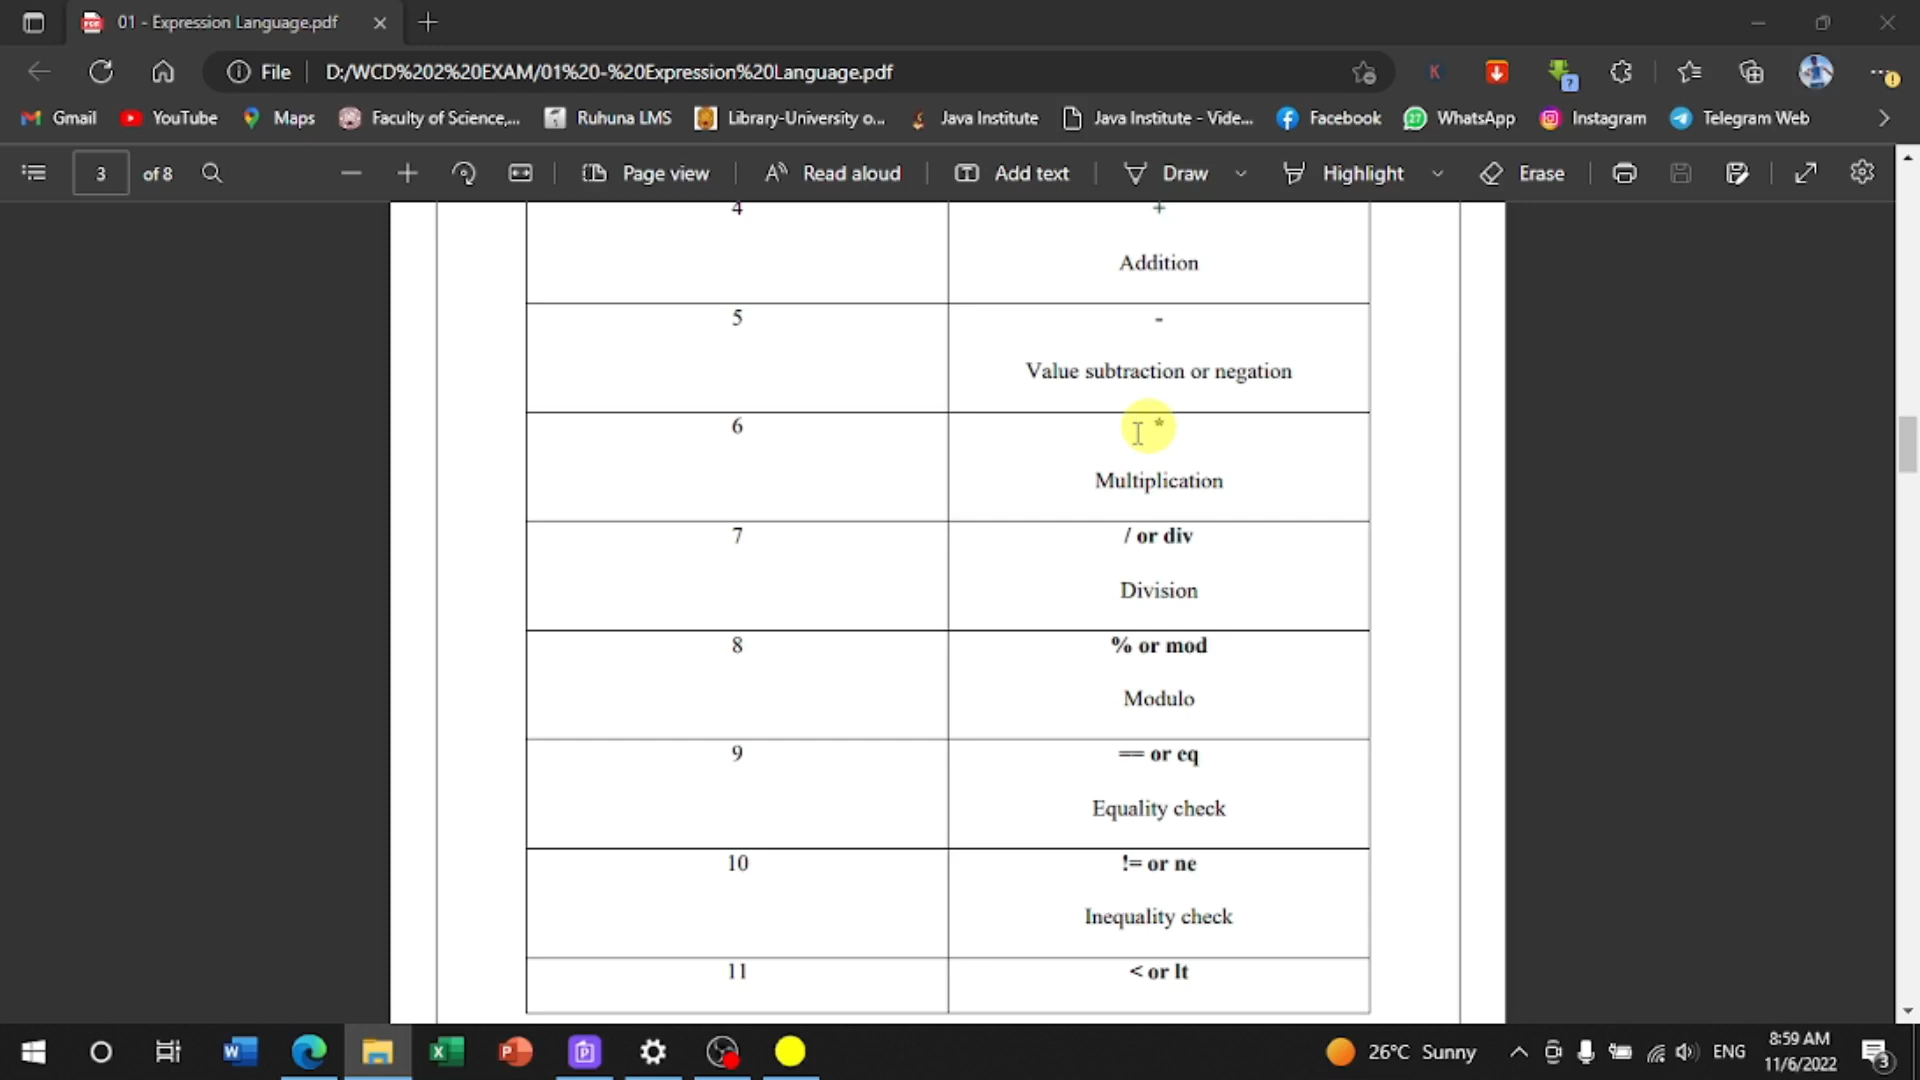 01 - Expression Language.pdf
File
D:/WCD%202%20EXAM/01%20-%20Expression%20Language.pdf
Gmail
YouTube
Maps
Faculty of Science,...
Ruhuna LMS
Library-University o...
Java Institute
Java Institute - Vide...
Facebook
WhatsApp
Instagram
Telegram Web
3 of 8
Page view
Read aloud
Add text
Draw
Highlight
Erase
4 +
Addition
5 -
Value subtraction or negation
6 *
Multiplication
7 / or div
Division
8 % or mod
Modulo
9 == or eq
Equality check
10 != or ne
Inequality check
11 < or lt
26°C Sunny
ENG
8:59 AM
11/6/2022
3